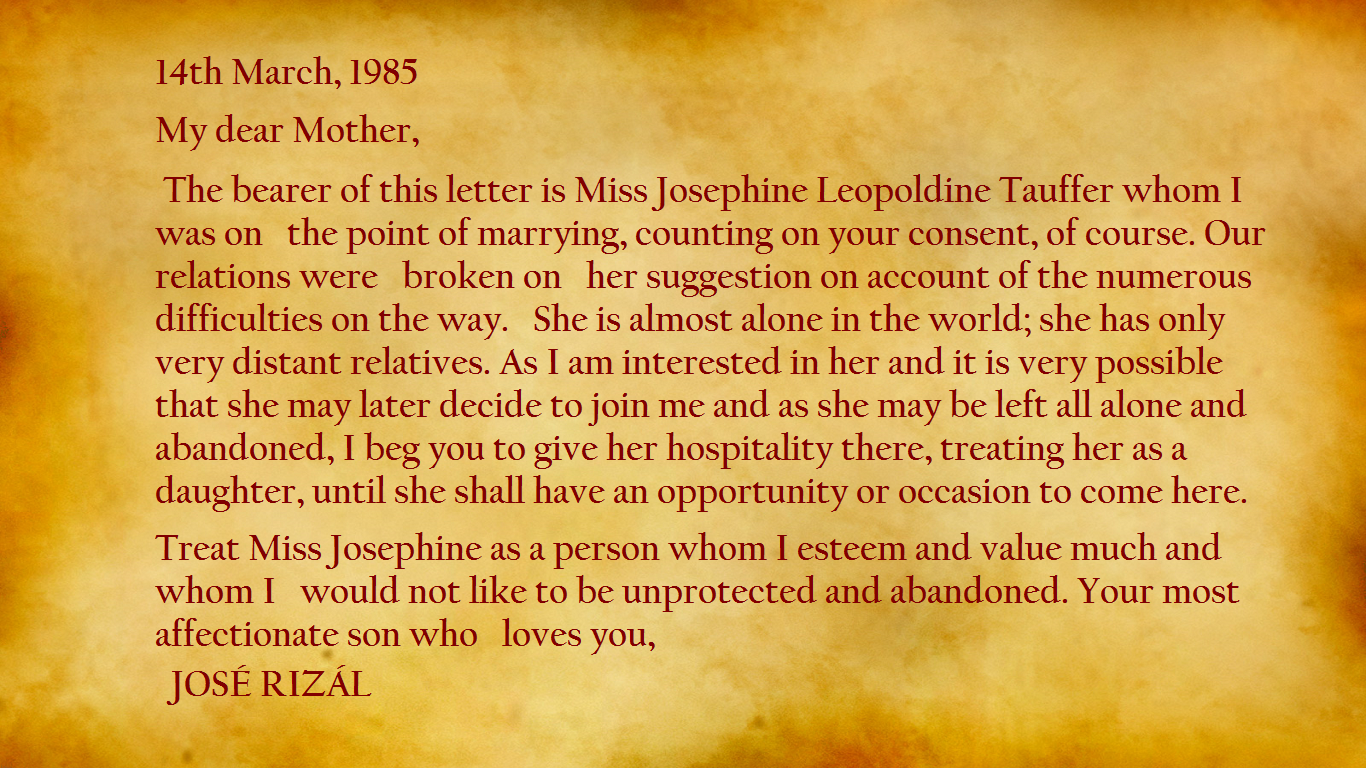 14th March, 1985
My dear Mother,
The bearer of this letter is Miss Josephine Leopoldine Tauffer whom I
was on the point of marrying, counting on your consent, of course. Our
relations were broken on her suggestion on account of the numerous
difficulties on the way. She is almost alone in the world; she has only
very distant relatives. As I am interested in her and it is very possible
that she may later decide to join me and as she may be left all alone and
abandoned, I beg you to give her hospitality there, treating her as a
daughter, until she shall have an opportunity or occasion to come here.
Treat Miss Josephine as a person whom I esteem and value much and
whom I would not like to be unprotected and abandoned. Your most
affectionate son who loves you,
JOSÉ RIZÁL